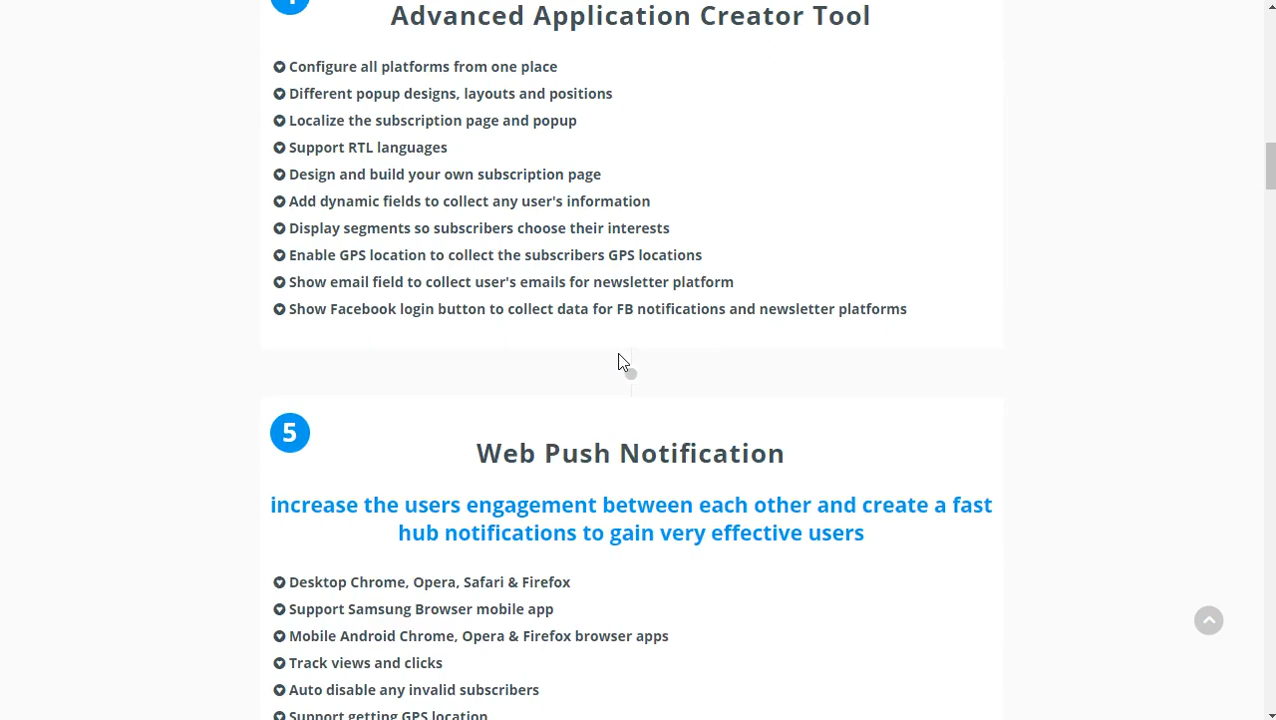 Advanced Application Creator Tool
Configure all platforms from one place
Different popup designs, layouts and positions
Localize the subscription page and popup
Support RTL languages
Design and build your own subscription page
Add dynamic fields to collect any user's information
Display segments so subscribers choose their interests
Enable GPS location to collect the subscribers GPS locations
Show email field to collect user's emails for newsletter platform
Show Facebook login button to collect data for FB notifications and newsletter platforms
5
Web Push Notification
increase the users engagement between each other and create a fast
hub notifications to gain very effective users
Desktop Chrome, Opera, Safari & Firefox
Support Samsung Browser mobile app
Mobile Android Chrome, Opera & Firefox browser apps
Track views and clicks
Auto disable any invalid subscribers
Support getting GPS location